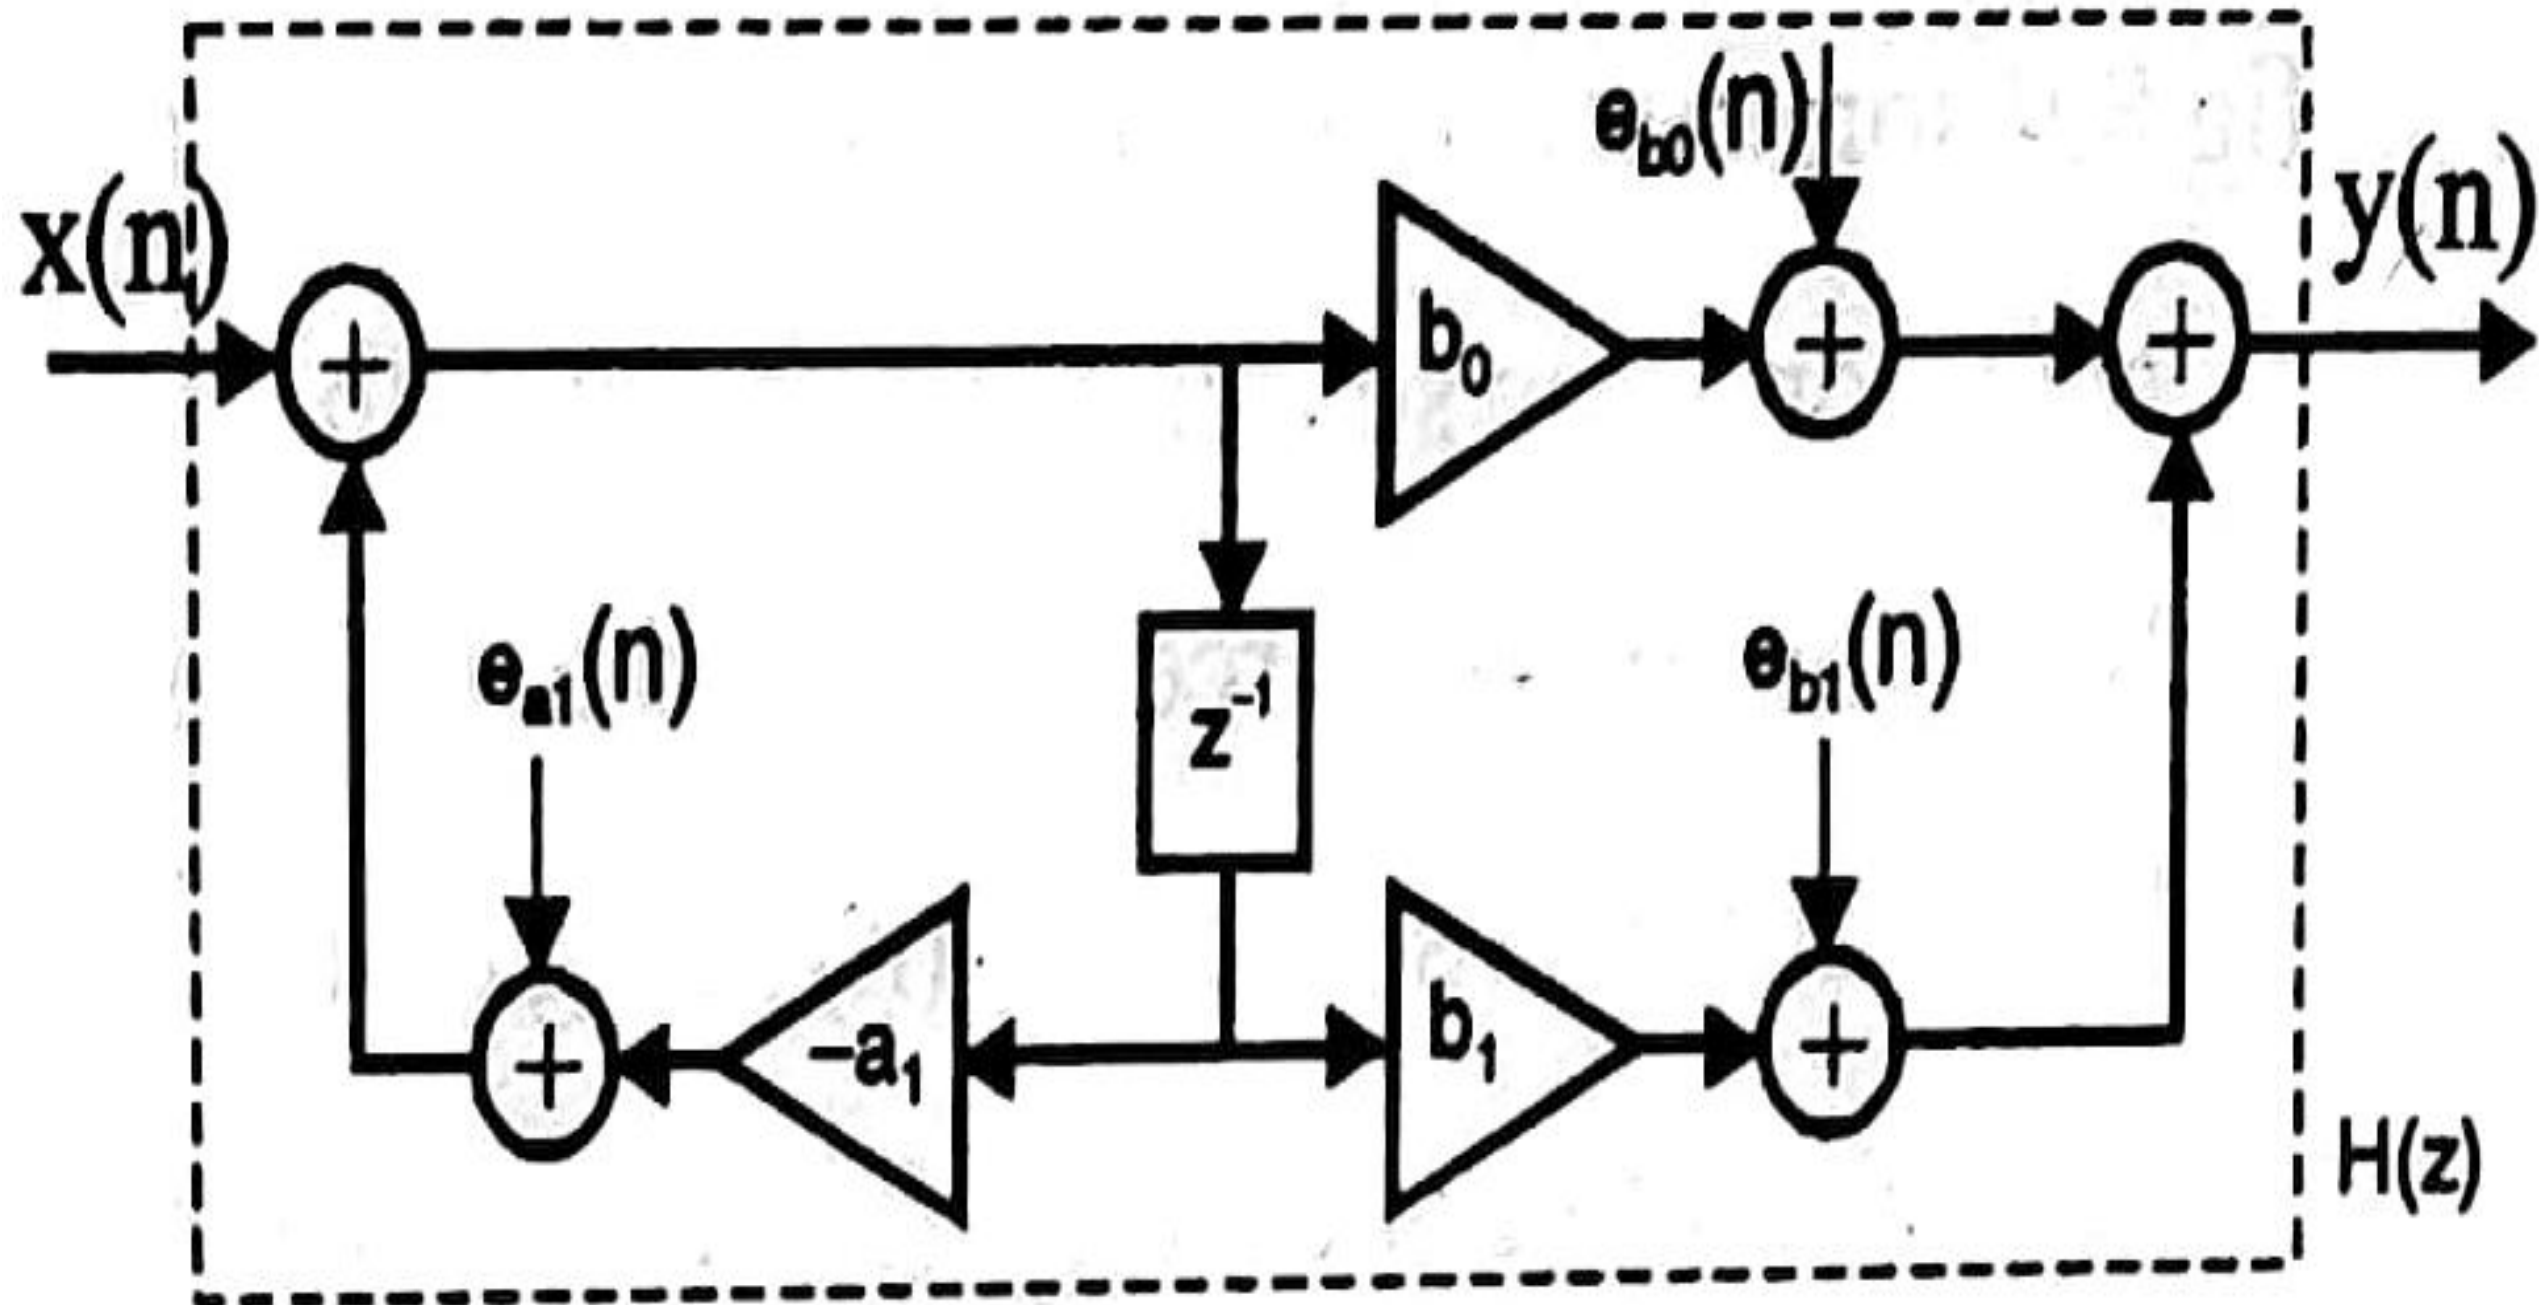 e_b0(n)
x(n)
y(n)
+
b_0
+
+
e_a1(n)
z^-1
e_b1(n)
+
-a_1
b_1
+
H(z)